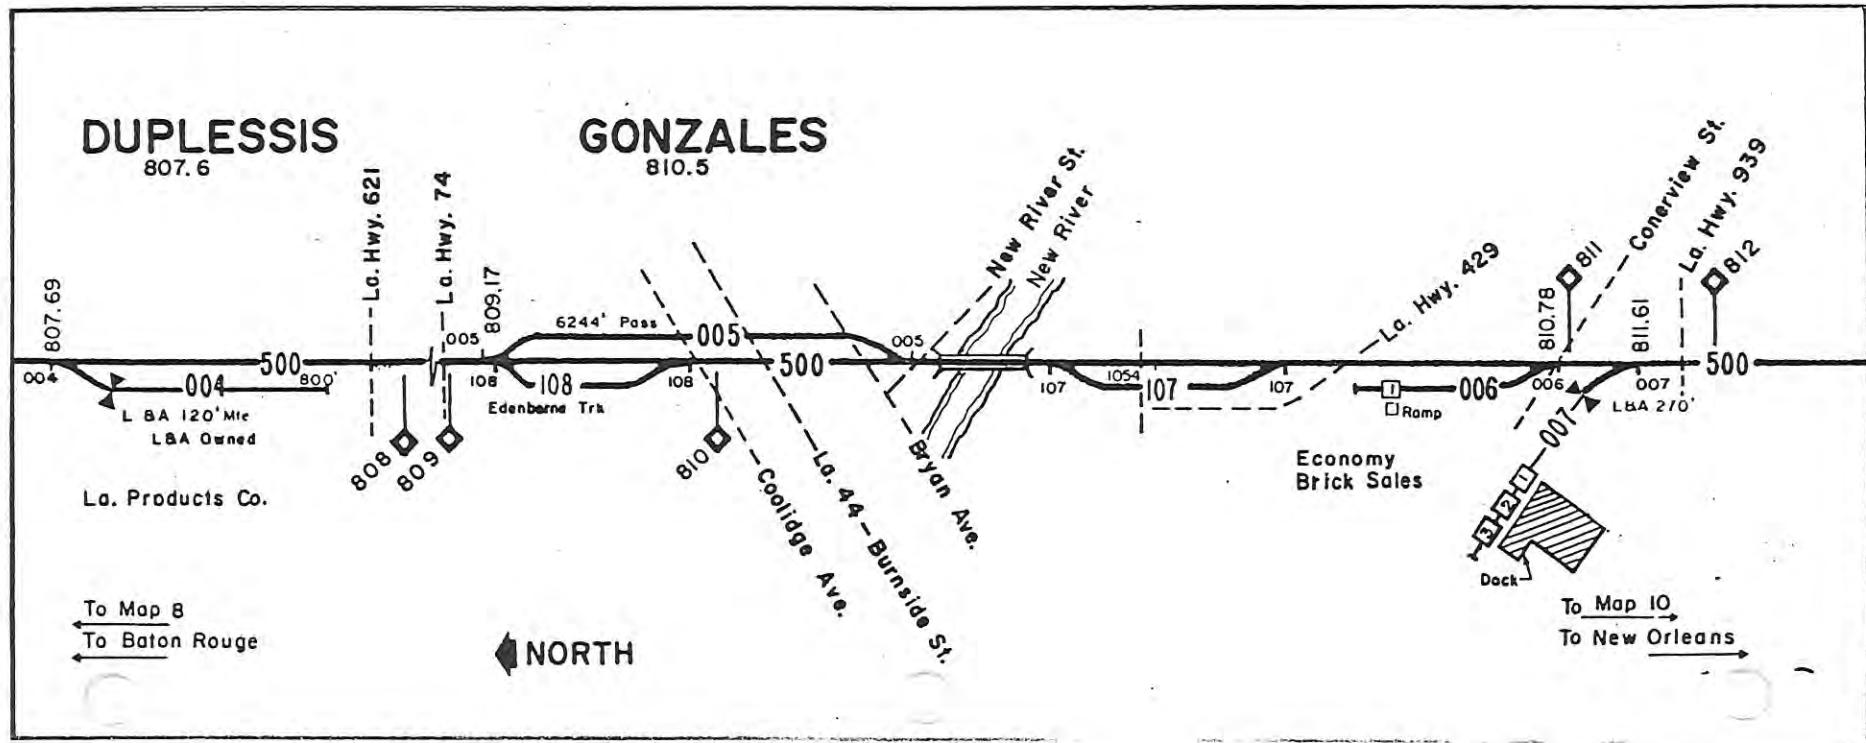 DUPLESSIS
807.6
GONZALES
810.5
La. Hwy. 621
La. Hwy. 74
809.17
807.69
New River St.
New River
La. Hwy. 429
811
Conerview St.
La. Hwy. 939
812
810.78
811.61
005
6244' Pass
005
005
500
500
500
004
004
800'
108
108
108
Edenborne Trk
107
1054
107
107
006
006
007
L&A 270'
007
1
Ramp
L&A 120' Mtc
L&A Owned
La. Products Co.
808
809
810
Coolidge Ave.
La. 44 - Burnside St.
Bryan Ave.
Economy
Brick Sales
1
2
3
Dock
To Map 8
To Baton Rouge
NORTH
To Map 10
To New Orleans